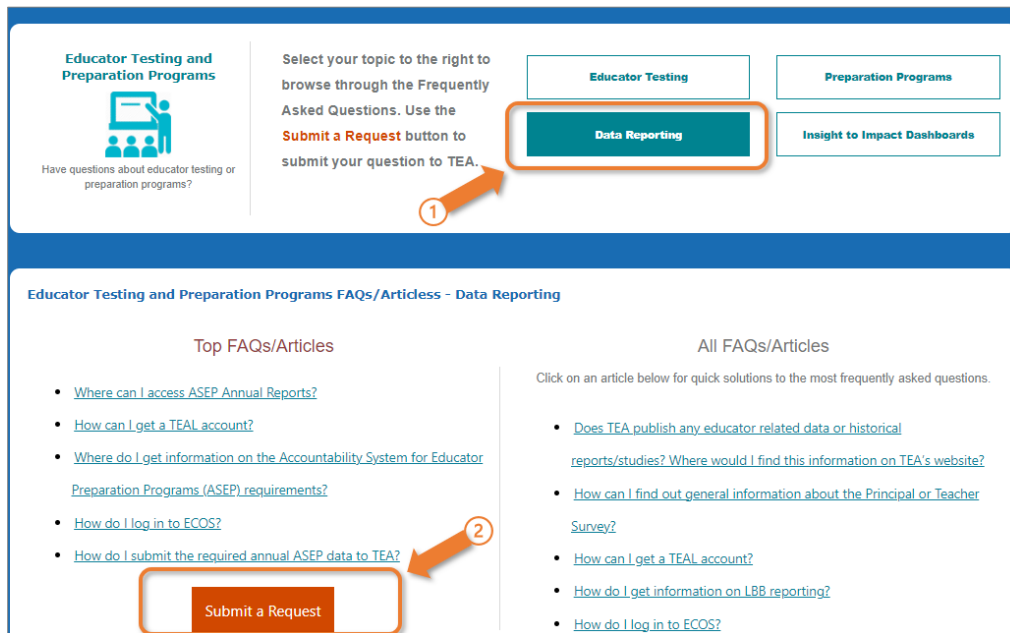 Educator Testing and
Preparation Programs
Have questions about educator testing or
preparation programs?
Select your topic to the right to
browse through the Frequently
Asked Questions. Use the
Submit a Request button to
submit your question to TEA.
Educator Testing
Preparation Programs
Data Reporting
Insight to Impact Dashboards
1
Educator Testing and Preparation Programs FAQs/Articless - Data Reporting
Top FAQs/Articles
Where can I access ASEP Annual Reports?
How can I get a TEAL account?
Where do I get information on the Accountability System for Educator
Preparation Programs (ASEP) requirements?
How do I log in to ECOS?
How do I submit the required annual ASEP data to TEA?
2
Submit a Request
All FAQs/Articles
Click on an article below for quick solutions to the most frequently asked questions.
Does TEA publish any educator related data or historical
reports/studies? Where would I find this information on TEA's website?
How can I find out general information about the Principal or Teacher
Survey?
How can I get a TEAL account?
How do I get information on LBB reporting?
How do I log in to ECOS?